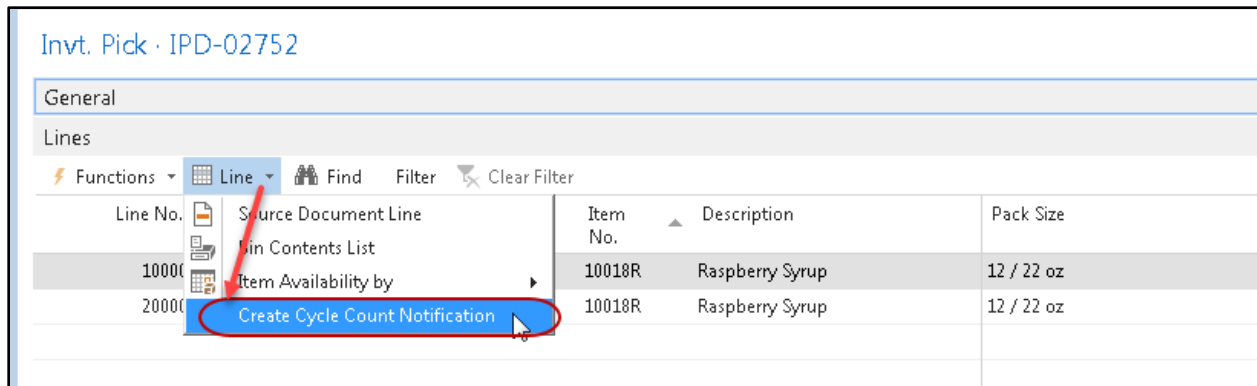 Invt. Pick · IPD-02752
General
Lines
Functions Line Find Filter Clear Filter
Line No. Source Document Line Item No. Description Pack Size
Bin Contents List
10000 Item Availability by 10018R Raspberry Syrup 12 / 22 oz
20000 Create Cycle Count Notification 10018R Raspberry Syrup 12 / 22 oz